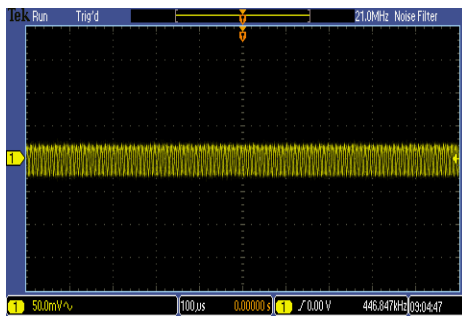 Tek Run Trig'd 21.0MHz Noise Filter
1
1 50.0mV 100µs 0.00000 s 1 0.00 V 446.847kHz 09:04:47